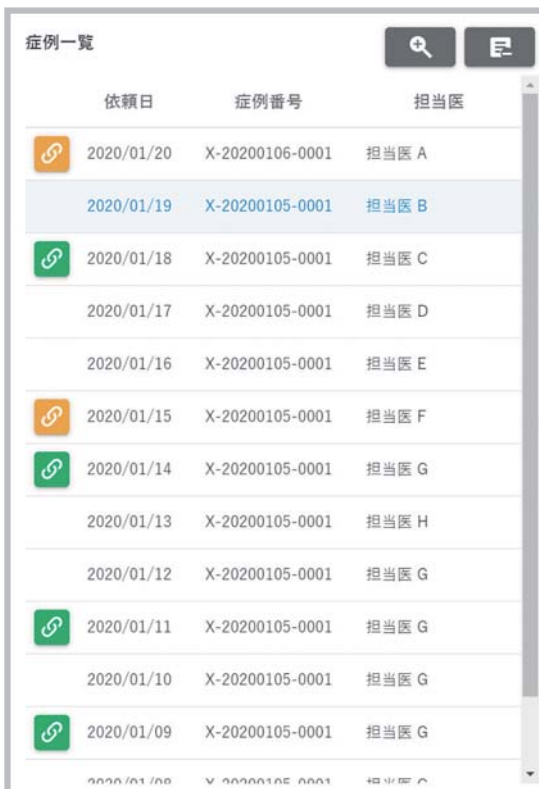 症例一覧
依頼日 症例番号 担当医
2020/01/20 X-20200106-0001 担当医 A
2020/01/19 X-20200105-0001 担当医 B
2020/01/18 X-20200105-0001 担当医 C
2020/01/17 X-20200105-0001 担当医 D
2020/01/16 X-20200105-0001 担当医 E
2020/01/15 X-20200105-0001 担当医 F
2020/01/14 X-20200105-0001 担当医 G
2020/01/13 X-20200105-0001 担当医 H
2020/01/12 X-20200105-0001 担当医 G
2020/01/11 X-20200105-0001 担当医 G
2020/01/10 X-20200105-0001 担当医 G
2020/01/09 X-20200105-0001 担当医 G